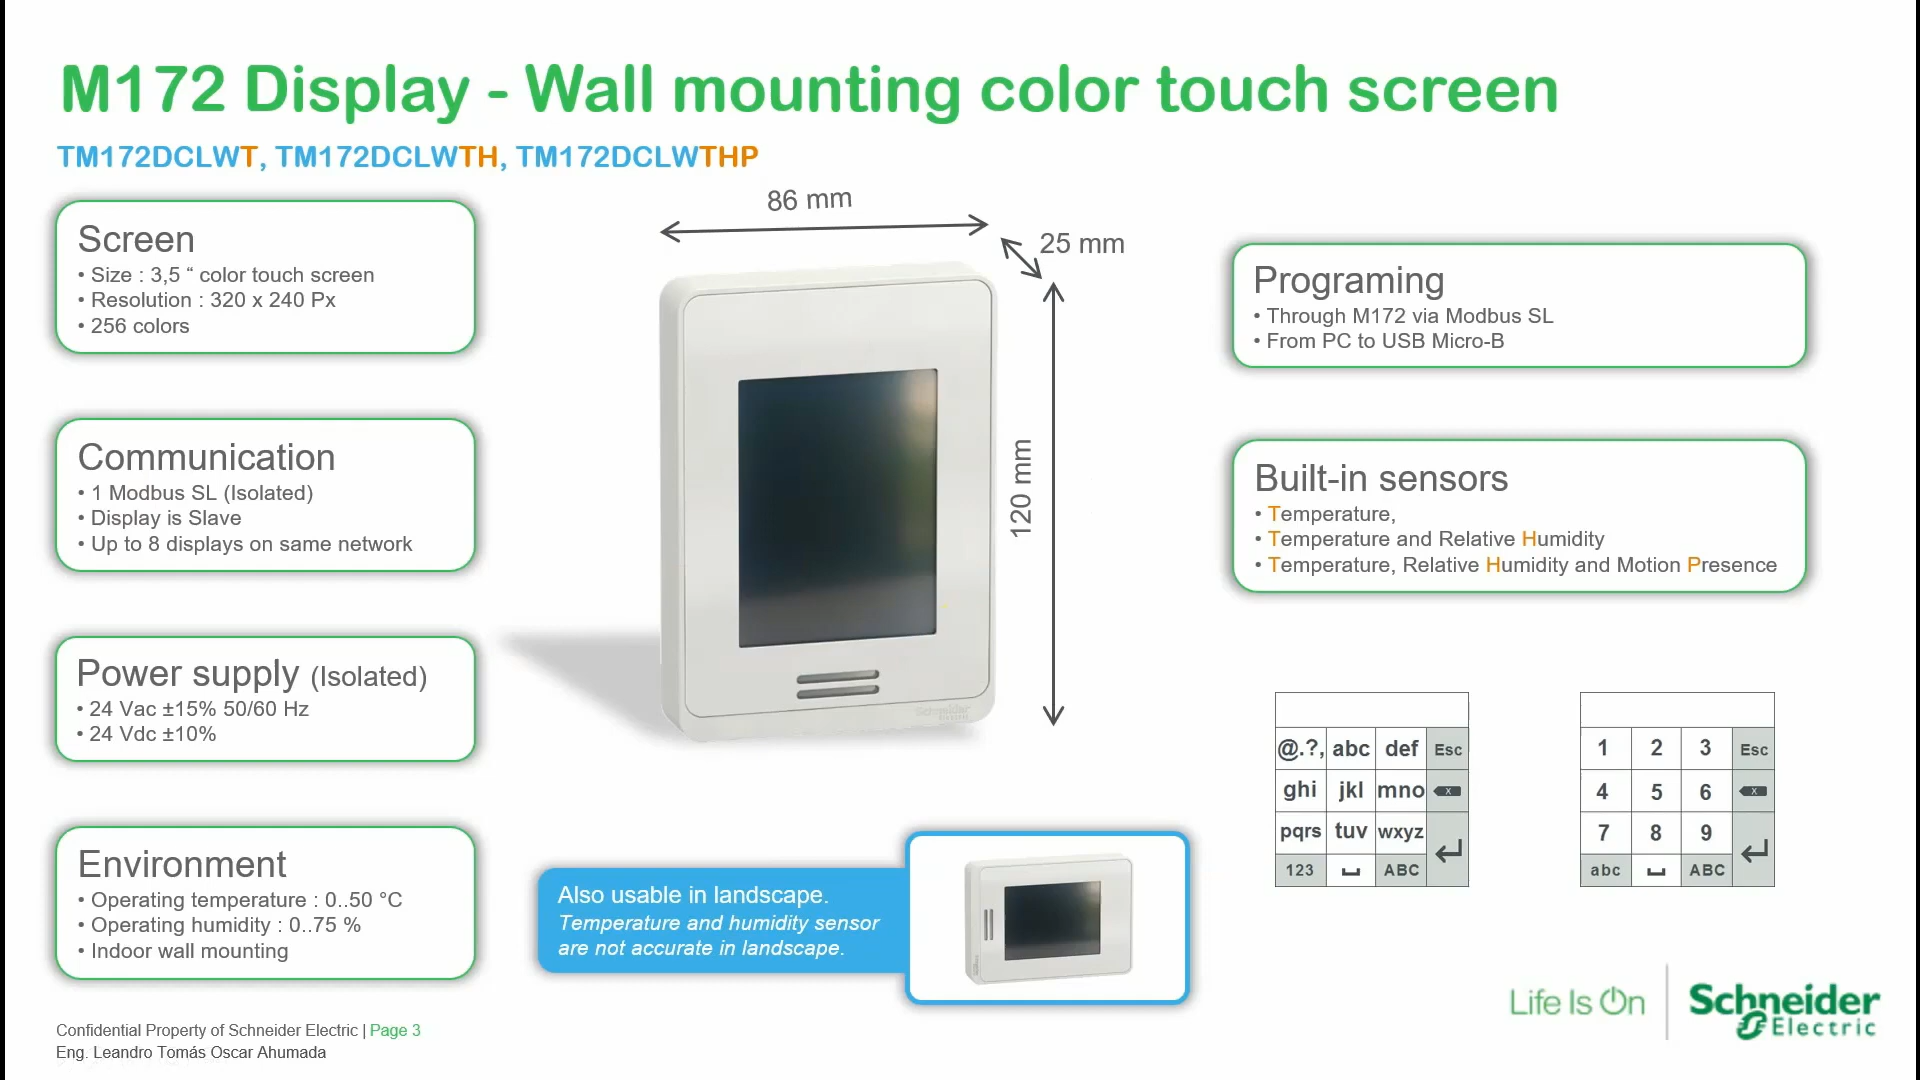 M172 Display - Wall mounting color touch screen
TM172DCLWT, TM172DCLWTH, TM172DCLWTHP
Screen
• Size : 3,5 “ color touch screen
• Resolution : 320 x 240 Px
• 256 colors
Communication
• 1 Modbus SL (Isolated)
• Display is Slave
• Up to 8 displays on same network
Power supply (Isolated)
• 24 Vac ±15% 50/60 Hz
• 24 Vdc ±10%
Environment
• Operating temperature : 0..50 °C
• Operating humidity : 0..75 %
• Indoor wall mounting
86 mm
25 mm
120 mm
Schneider
Electric
Also usable in landscape.
Temperature and humidity sensor
are not accurate in landscape.
Programing
• Through M172 via Modbus SL
• From PC to USB Micro-B
Built-in sensors
• Temperature,
• Temperature and Relative Humidity
• Temperature, Relative Humidity and Motion Presence
@.?, abc def Esc
ghi jkl mno X
pqrs tuv wxyz
123 ABC
1 2 3 Esc
4 5 6 X
7 8 9
abc ABC
Confidential Property of Schneider Electric | Page 3
Eng. Leandro Tomás Oscar Ahumada
Life Is On
Schneider
Electric